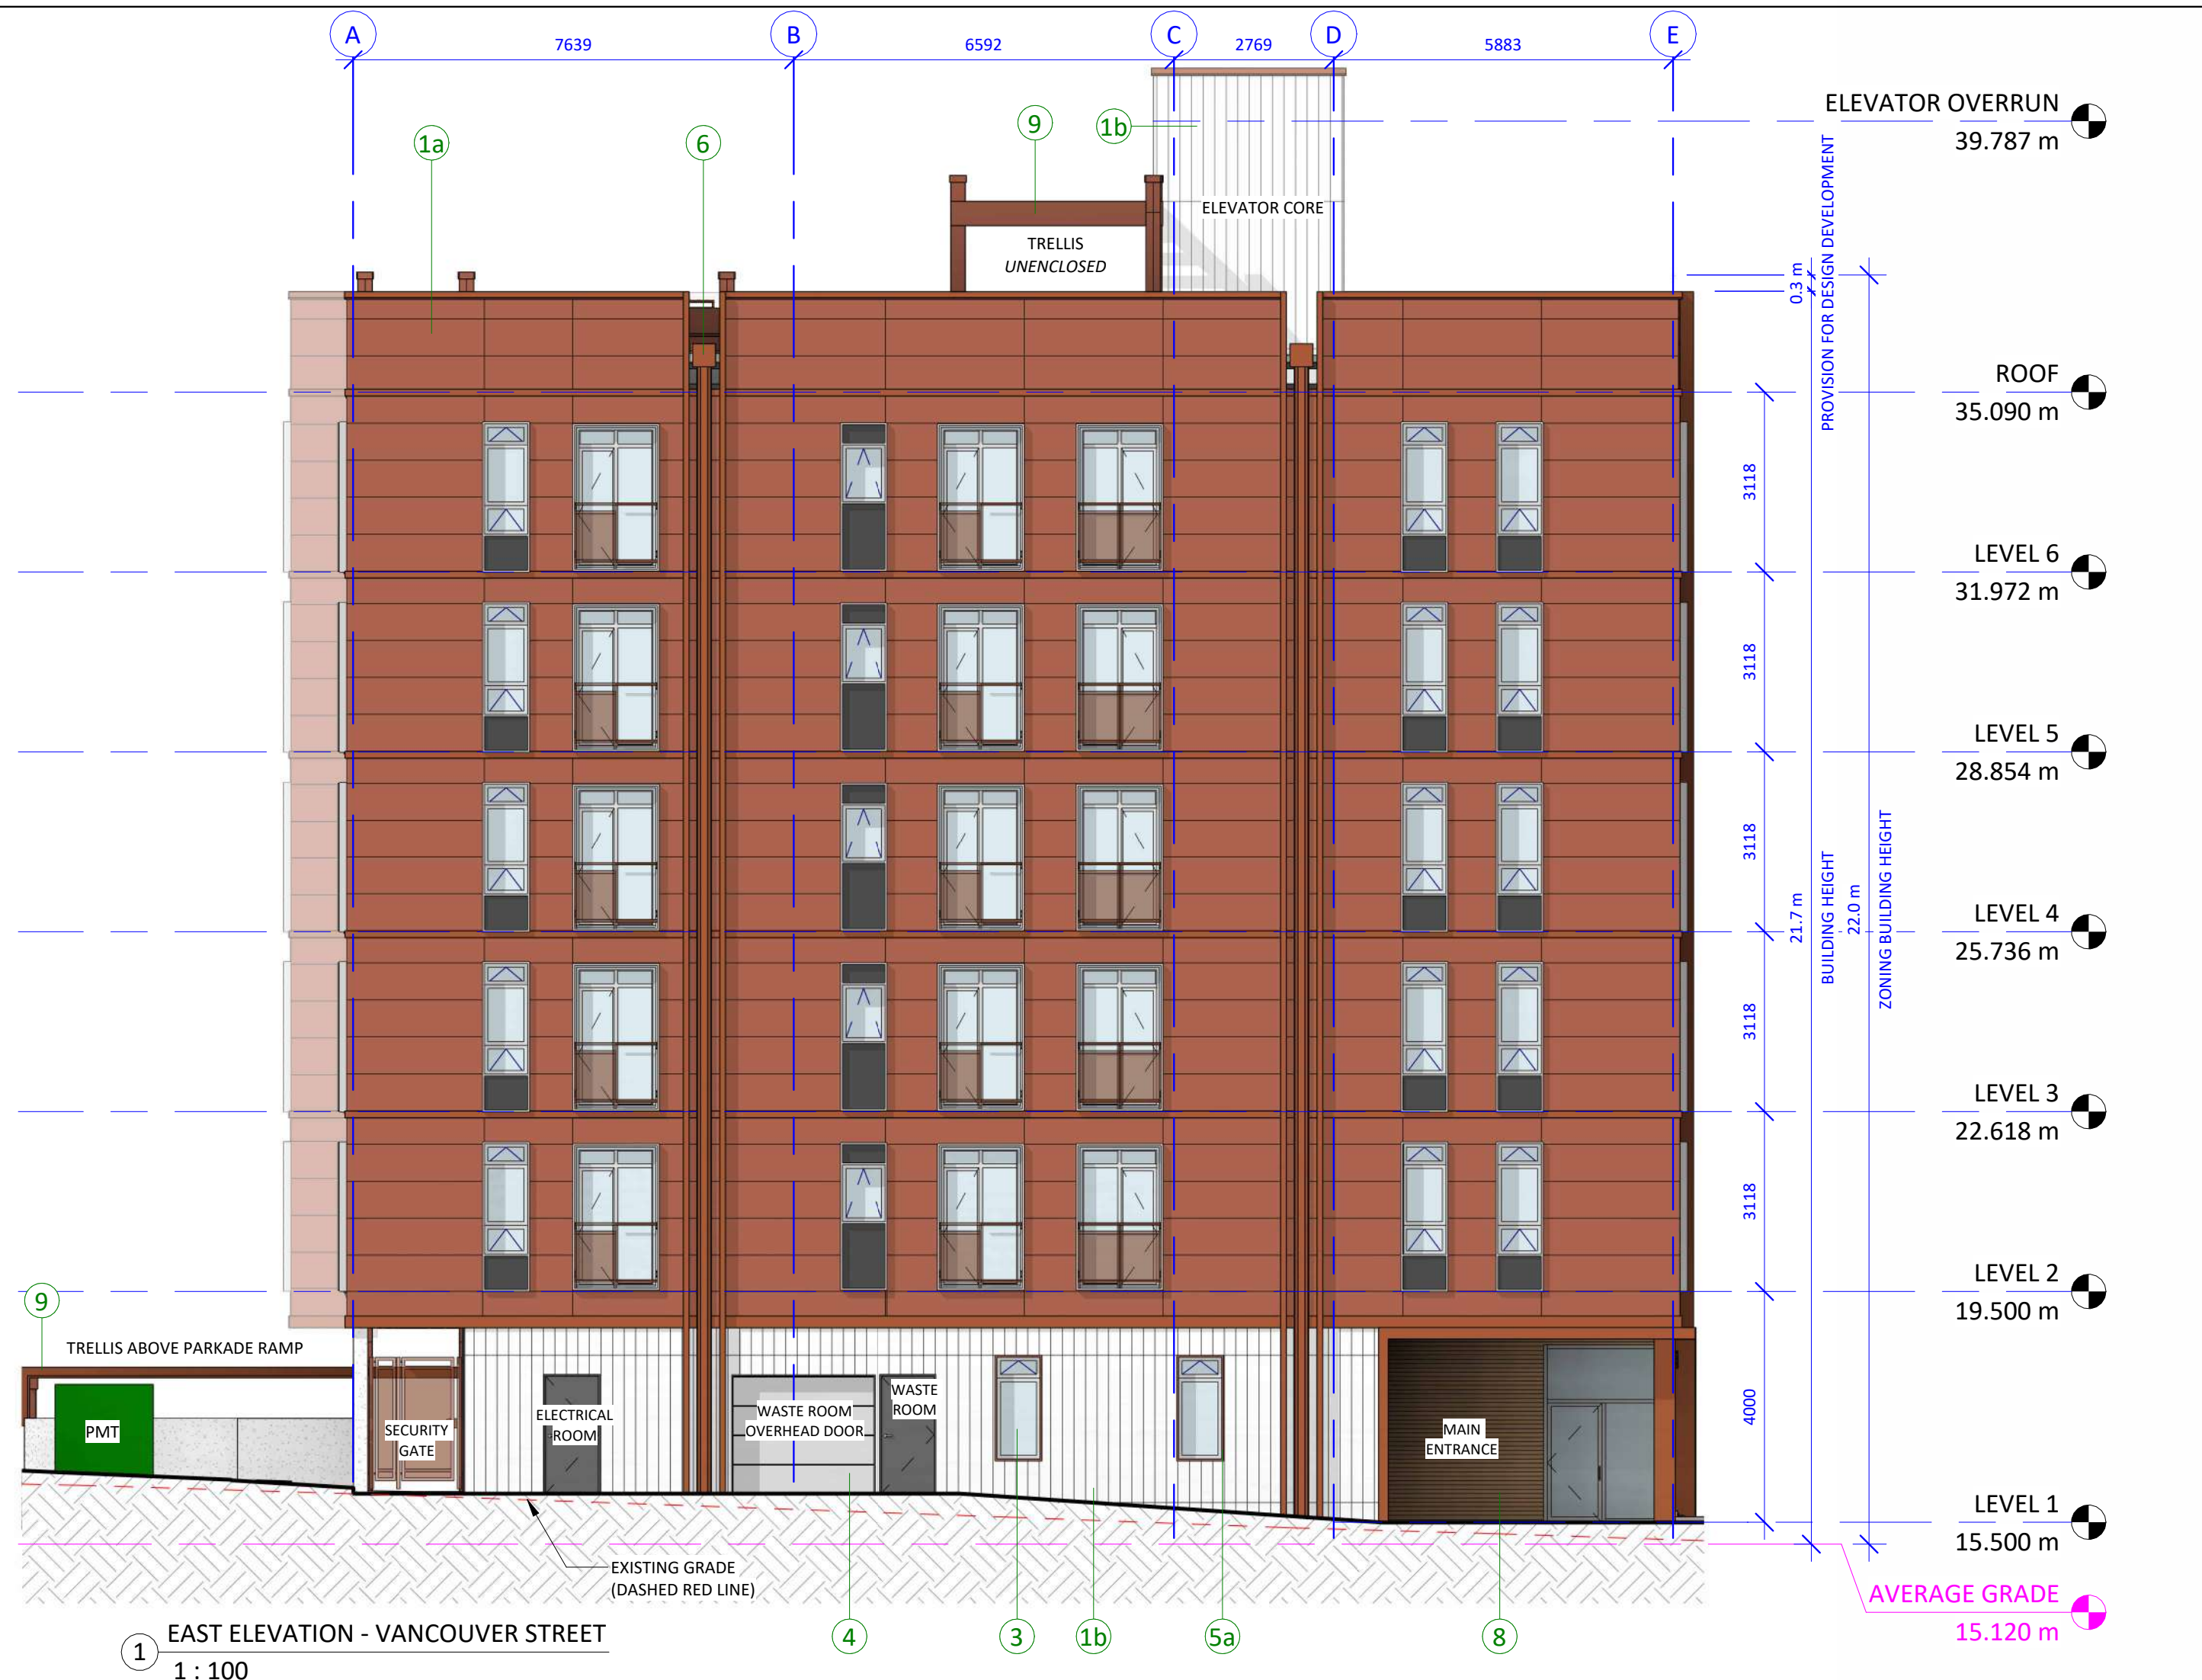 A
B
C
D
E
7639
6592
2769
5883
1a
6
9
1b
ELEVATOR OVERRUN
39.787 m
ELEVATOR CORE
TRELLIS
UNENCLOSED
0.3 m
PROVISION FOR DESIGN DEVELOPMENT
ROOF
35.090 m
3118
LEVEL 6
31.972 m
3118
LEVEL 5
28.854 m
3118
LEVEL 4
25.736 m
21.7 m
BUILDING HEIGHT
22.0 m
ZONING BUILDING HEIGHT
3118
LEVEL 3
22.618 m
3118
LEVEL 2
19.500 m
9
TRELLIS ABOVE PARKADE RAMP
PMT
SECURITY
GATE
ELECTRICAL
ROOM
WASTE ROOM
OVERHEAD DOOR
WASTE
ROOM
MAIN
ENTRANCE
4000
LEVEL 1
15.500 m
EXISTING GRADE
(DASHED RED LINE)
AVERAGE GRADE
15.120 m
4
3
1b
5a
8
1
EAST ELEVATION - VANCOUVER STREET
1 : 100